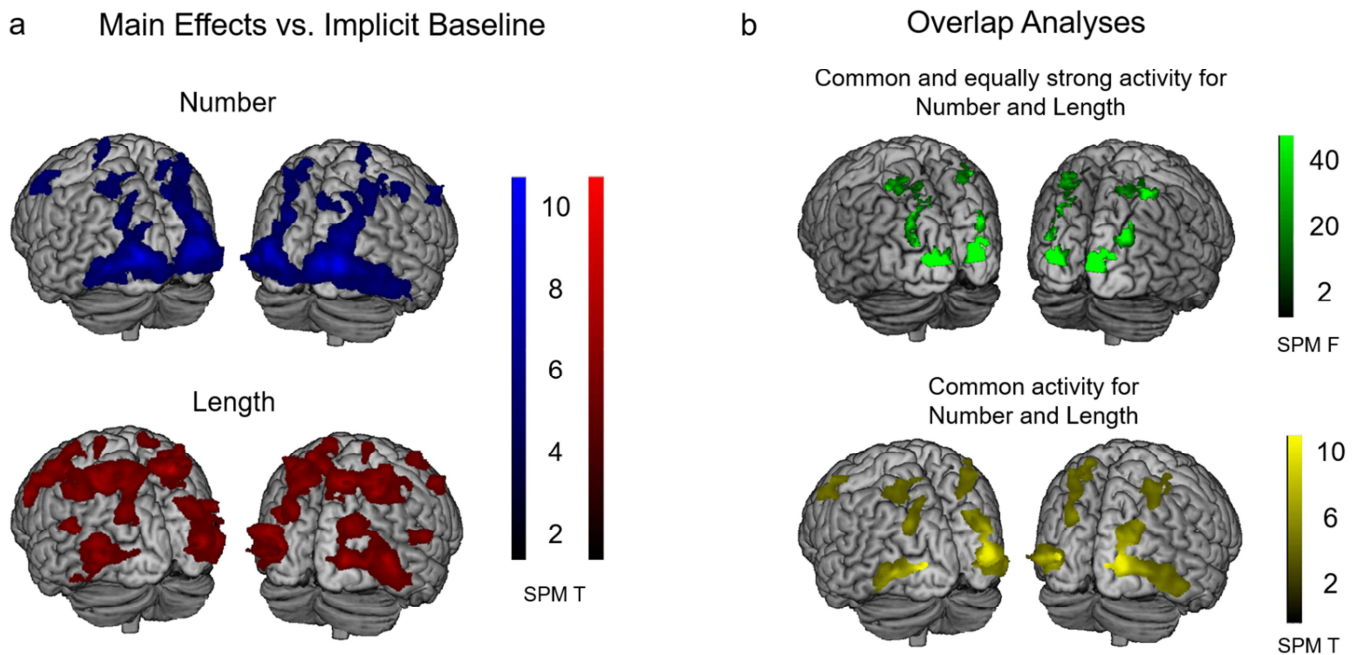 a
Main Effects vs. Implicit Baseline
Number
Length
10
8
6
4
2
SPM T
b
Overlap Analyses
Common and equally strong activity for
Number and Length
40
20
2
SPM F
Common activity for
Number and Length
10
6
2
SPM T